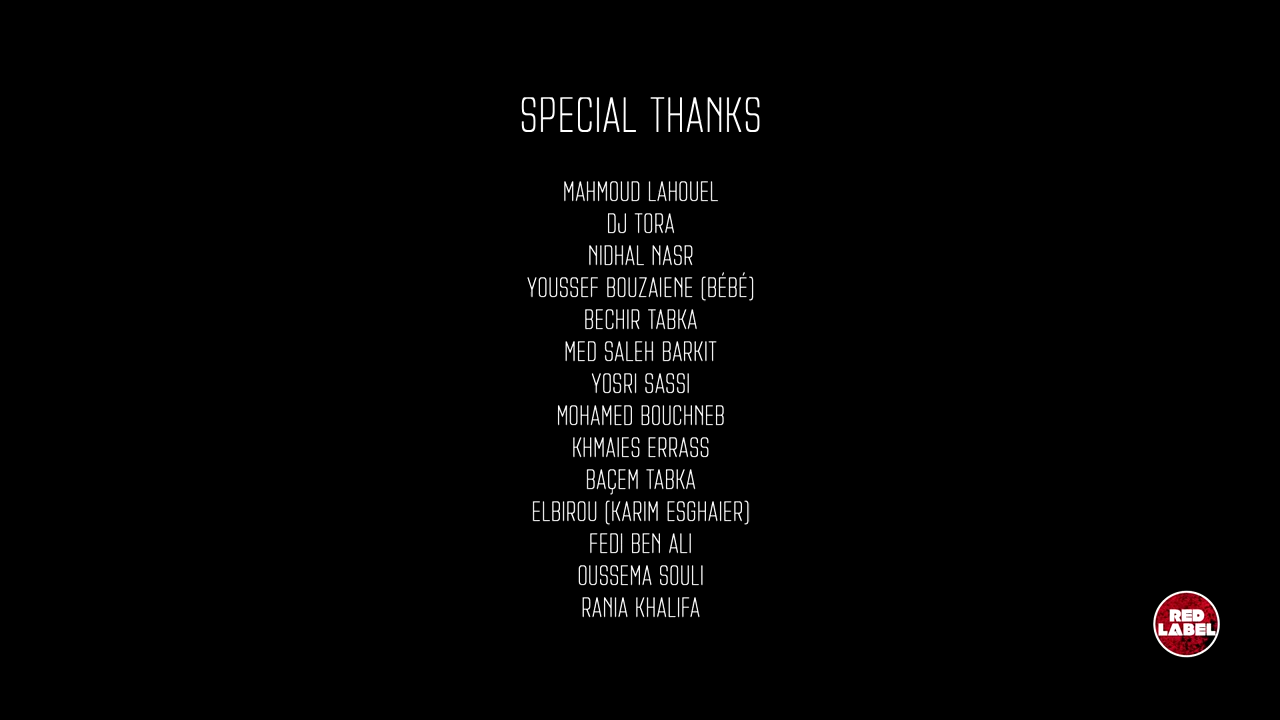 SPECIAL THANKS
MAHMOUD LAHOUEL
DJ TORA
NIDHAL NASR
YOUSSEF BOUZAIENE (BÉBÉ)
BECHIR TABKA
MED SALEH BARKIT
YOSRI SASSI
MOHAMED BOUCHNEB
KHMAIES ERRASS
BAÇEM TABKA
ELBIROU (KARIM ESGHAIER)
FEDI BEN ALI
OUSSEMA SOULI
RANIA KHALIFA
RED
LABEL